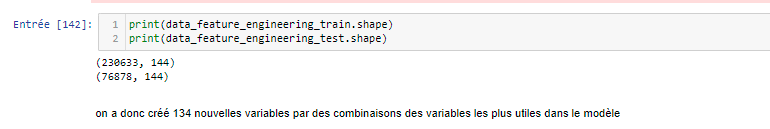 Entrée [142]:
1 print(data_feature_engineering_train.shape)
2 print(data_feature_engineering_test.shape)
(230633, 144)
(76878, 144)
on a donc créé 134 nouvelles variables par des combinaisons des variables les plus utiles dans le modèle